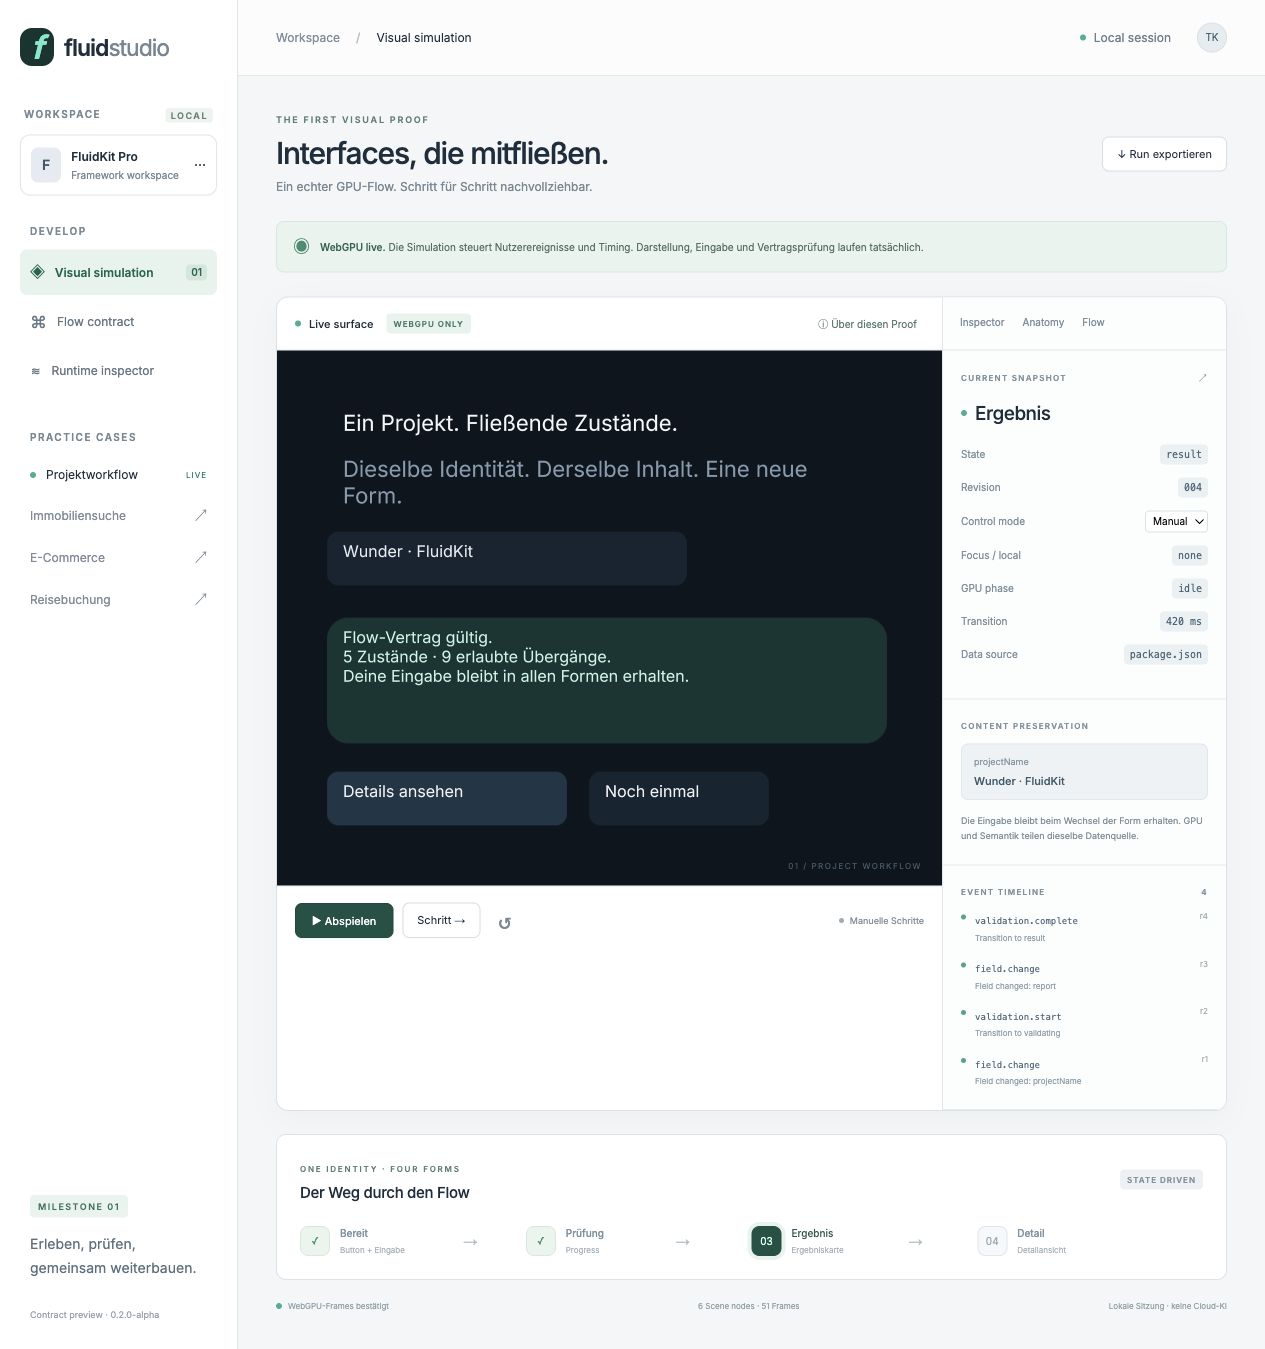 fluidstudio
WORKSPACE LOCAL
F FluidKit Pro ...
Framework workspace
DEVELOP
Visual simulation 01
Flow contract
Runtime inspector
PRACTICE CASES
Projektworkflow LIVE
Immobiliensuche
E-Commerce
Reisebuchung
MILESTONE 01
Erleben, prüfen,
gemeinsam weiterbauen.
Contract preview · 0.2.0-alpha
Workspace / Visual simulation
Local session TK
THE FIRST VISUAL PROOF
Interfaces, die mitfließen.
Ein echter GPU-Flow. Schritt für Schritt nachvollziehbar.
↓ Run exportieren
WebGPU live. Die Simulation steuert Nutzerereignisse und Timing. Darstellung, Eingabe und Vertragsprüfung laufen tatsächlich.
Live surface WEBGPU ONLY ⓘ Über diesen Proof
Ein Projekt. Fließende Zustände.
Dieselbe Identität. Derselbe Inhalt. Eine neue
Form.
Wunder · FluidKit
Flow-Vertrag gültig.
5 Zustände · 9 erlaubte Übergänge.
Deine Eingabe bleibt in allen Formen erhalten.
Details ansehen Noch einmal
01 / PROJECT WORKFLOW
▶ Abspielen Schritt → ↺ Manuelle Schritte
Inspector Anatomy Flow
CURRENT SNAPSHOT ↗
Ergebnis
State result
Revision 004
Control mode Manual
Focus / local none
GPU phase idle
Transition 420 ms
Data source package.json
CONTENT PRESERVATION
projectName
Wunder · FluidKit
Die Eingabe bleibt beim Wechsel der Form erhalten. GPU
und Semantik teilen dieselbe Datenquelle.
EVENT TIMELINE 4
validation.complete r4
Transition to result
field.change r3
Field changed: report
validation.start r2
Transition to validating
field.change r1
Field changed: projectName
ONE IDENTITY · FOUR FORMS
Der Weg durch den Flow STATE DRIVEN
✓ Bereit → ✓ Prüfung → 03 Ergebnis → 04 Detail
Button + Eingabe Progress Ergebniskarte Detailansicht
WebGPU-Frames bestätigt 6 Scene nodes · 51 Frames Lokale Sitzung · keine Cloud-KI